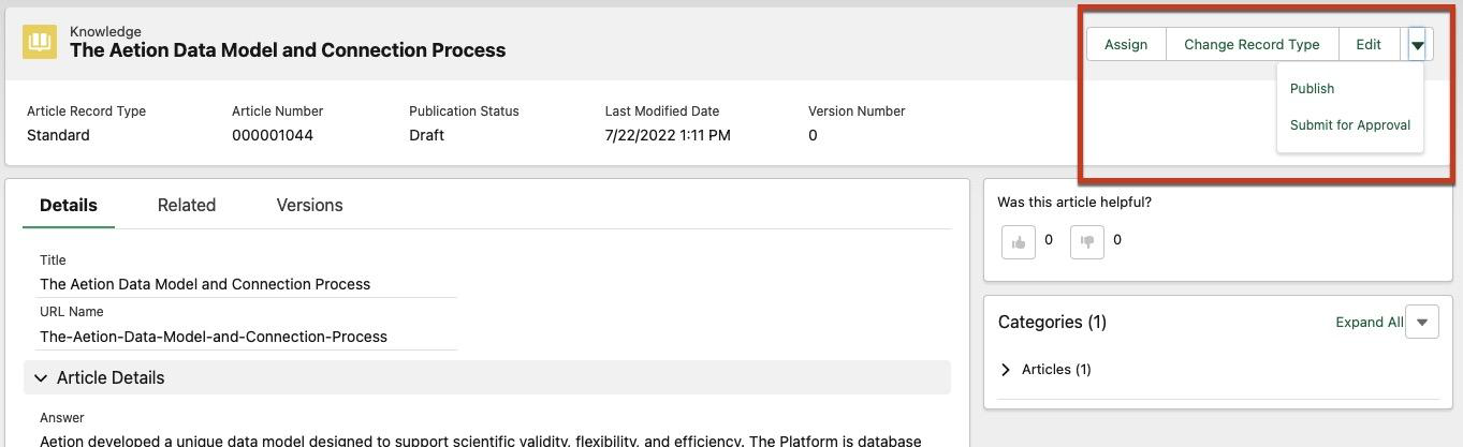 Knowledge
The Aetion Data Model and Connection Process
Assign Change Record Type Edit
Publish
Submit for Approval
Article Record Type Article Number Publication Status Last Modified Date Version Number
Standard 000001044 Draft 7/22/2022 1:11 PM 0
Details Related Versions
Title
The Aetion Data Model and Connection Process
URL Name
The-Aetion-Data-Model-and-Connection-Process
Article Details
Answer
Aetion developed a unique data model designed to support scientific validity, flexibility, and efficiency. The Platform is database
Was this article helpful?
0 0
Categories (1) Expand All
Articles (1)